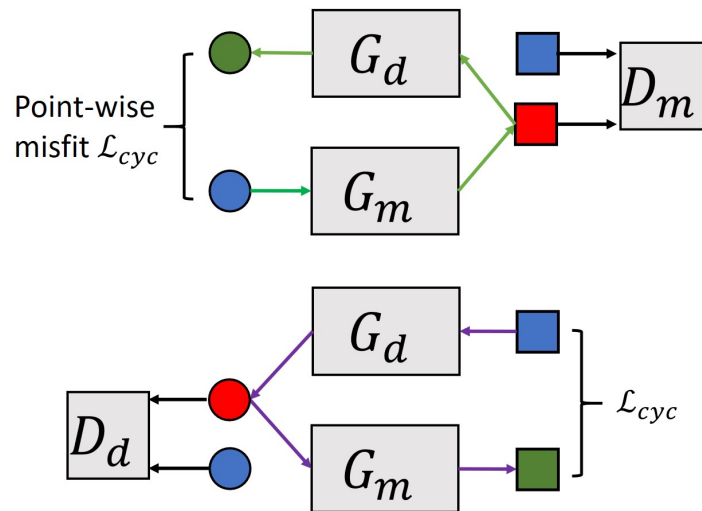 G_d
D_m
Point-wise
misfit ℒ_cyc
G_m
G_d
ℒ_cyc
D_d
G_m